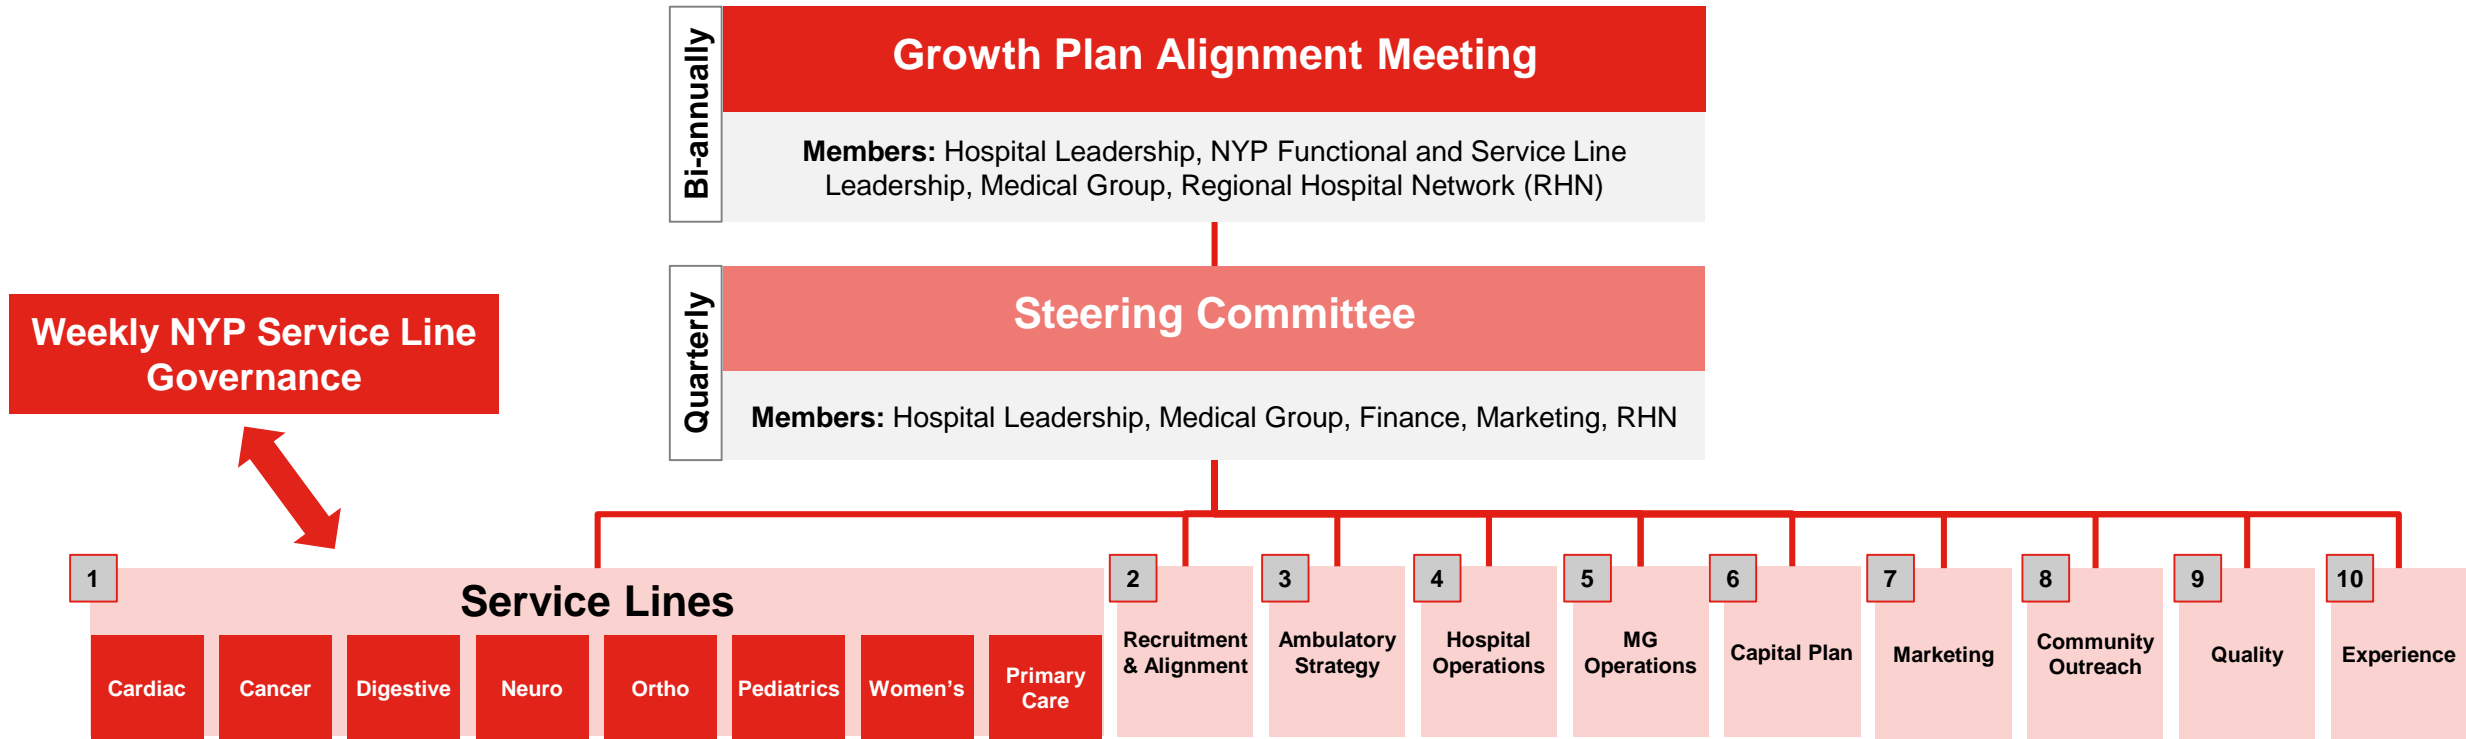 Bi-annually
Growth Plan Alignment Meeting
Members: Hospital Leadership, NYP Functional and Service Line
Leadership, Medical Group, Regional Hospital Network (RHN)
Quarterly
Steering Committee
Members: Hospital Leadership, Medical Group, Finance, Marketing, RHN
Weekly NYP Service Line
Governance
1
Service Lines
Cardiac
Cancer
Digestive
Neuro
Ortho
Pediatrics
Women’s
Primary
Care
2
Recruitment
& Alignment
3
Ambulatory
Strategy
4
Hospital
Operations
5
MG
Operations
6
Capital Plan
7
Marketing
8
Community
Outreach
9
Quality
10
Experience